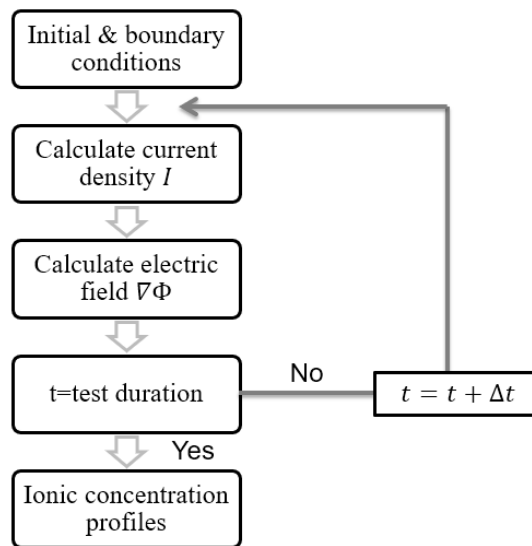 Initial & boundary
conditions
Calculate current
density I
Calculate electric
field ∇Φ
t=test duration
No
t = t + Δt
Yes
Ionic concentration
profiles